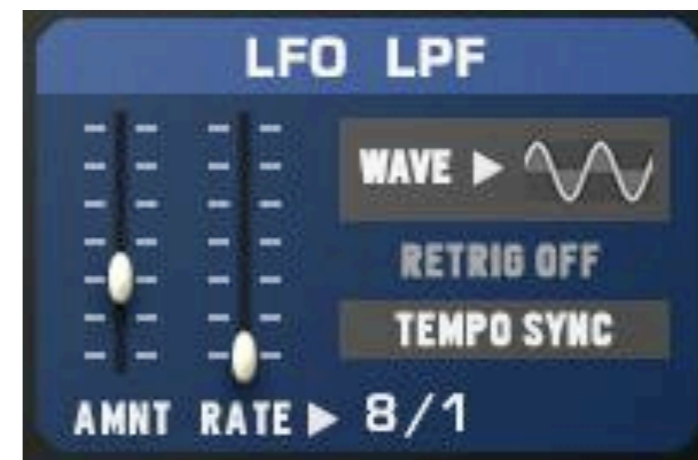 LFO LPF
WAVE
RETRIG OFF
TEMPO SYNC
AMNT RATE 8/1